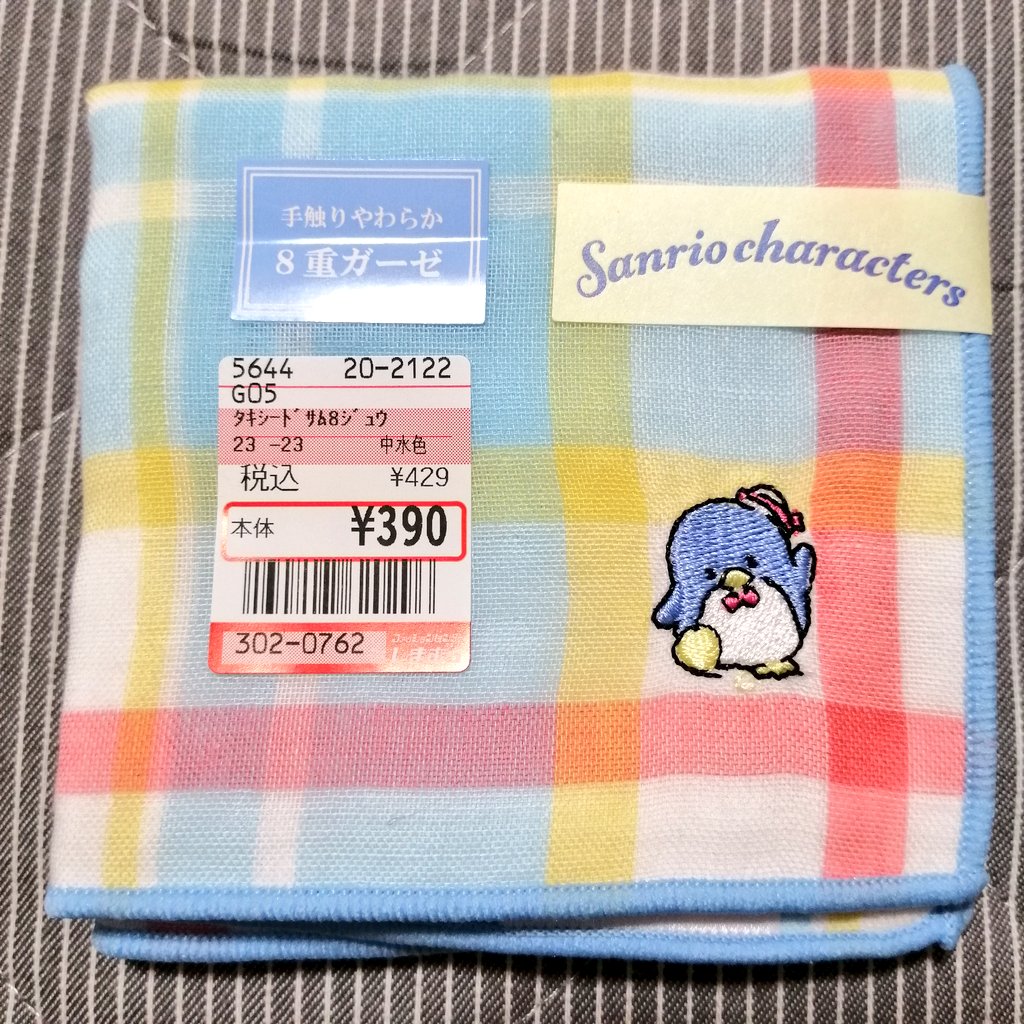 手触りやわらか
8重ガーゼ
Sanrio characters
5644 20-2122
G05
ﾀｷｼｰﾄﾞｻﾑ8ｼﾞｭｳ
23 -23 中水色
税込 ¥429
本体 ¥390
302-0762